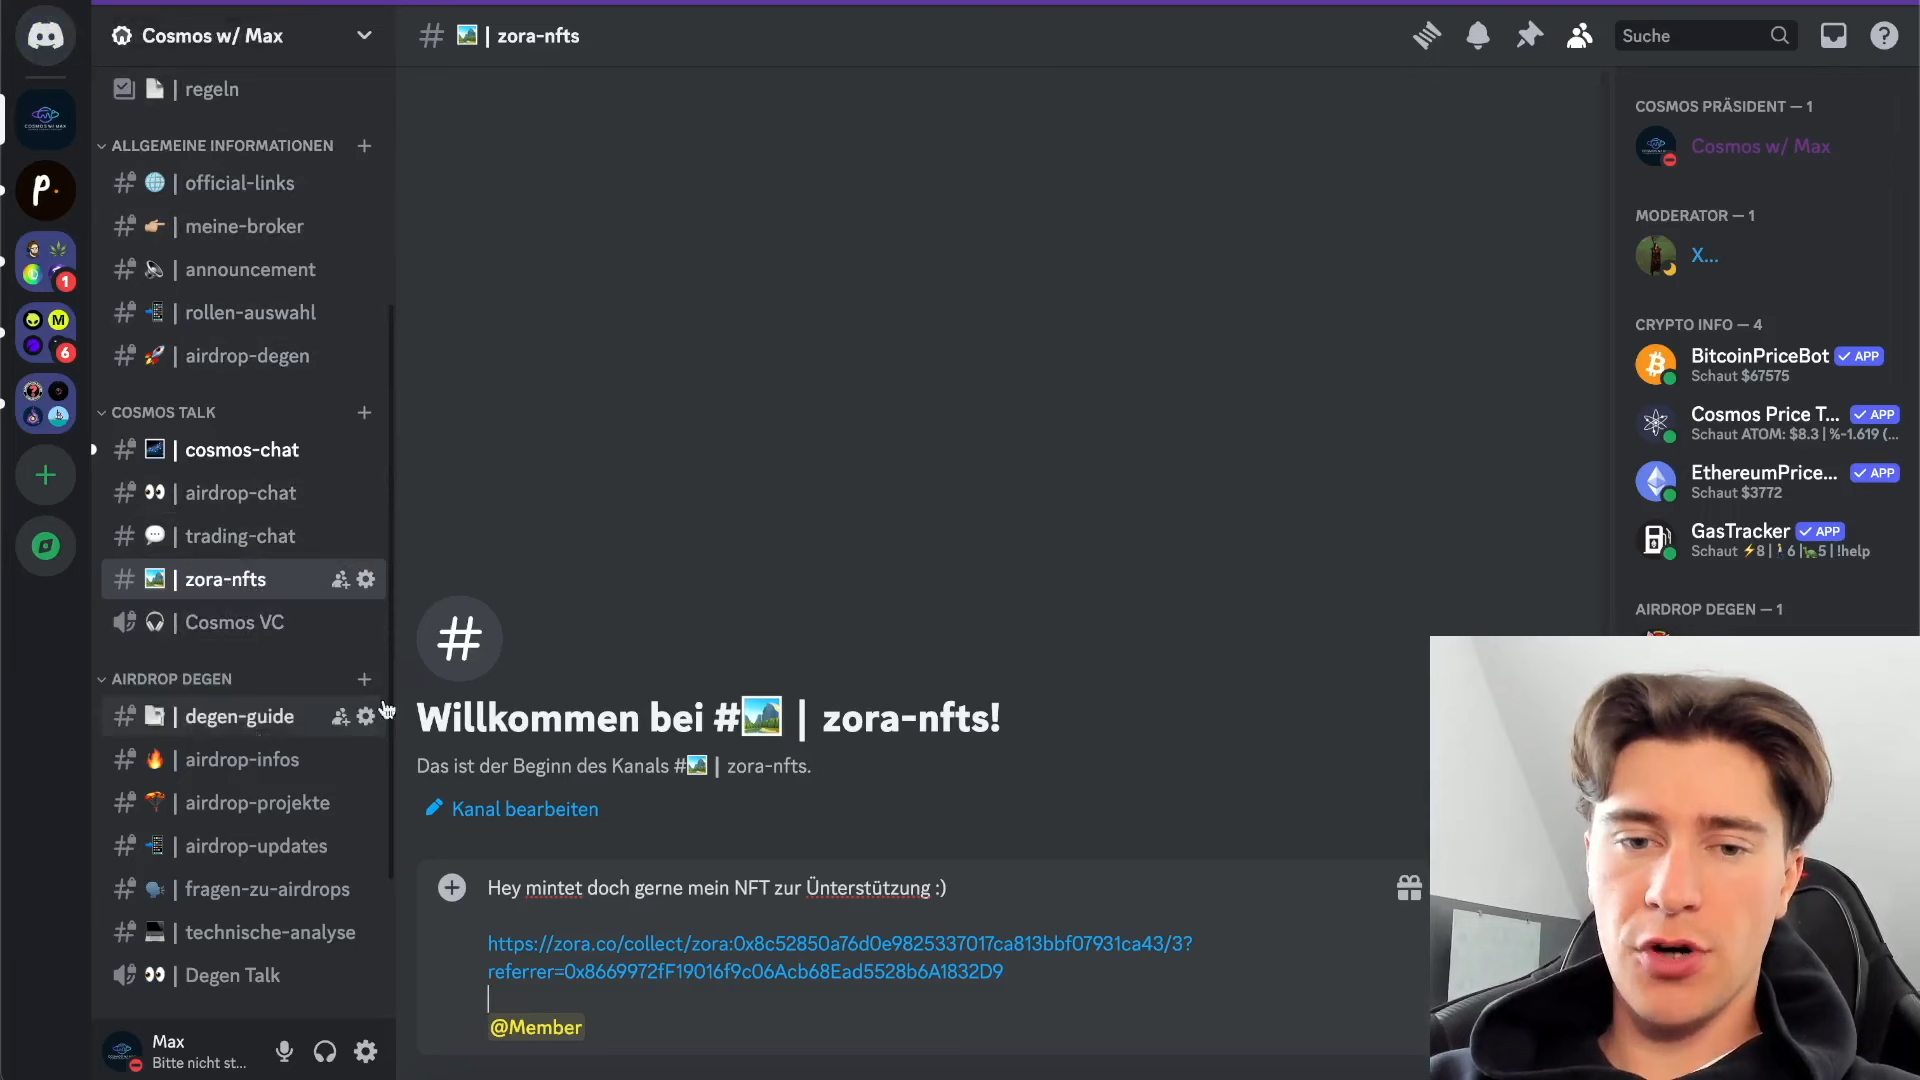 Cosmos w/ Max
| zora-nfts
Suche
| regeln
ALLGEMEINE INFORMATIONEN
| official-links
| meine-broker
| announcement
| rollen-auswahl
| airdrop-degen
COSMOS TALK
| cosmos-chat
| airdrop-chat
| trading-chat
| zora-nfts
| Cosmos VC
AIRDROP DEGEN
| degen-guide
| airdrop-infos
| airdrop-projekte
| airdrop-updates
| fragen-zu-airdrops
| technische-analyse
| Degen Talk
Max
Bitte nicht st...
p.
1
M
6
COSMOS W/ MAX
Willkommen bei # | zora-nfts!
Das ist der Beginn des Kanals # | zora-nfts.
Kanal bearbeiten
Hey mintet doch gerne mein NFT zur Ünterstützung :)
https://zora.co/collect/zora:0x8c52850a76d0e9825337017ca813bbf07931ca43/3?
referrer=0x8669972fF19016f9c06Acb68Ead5528b6A1832D9
@Member
COSMOS PRÄSIDENT — 1
Cosmos w/ Max
MODERATOR — 1
X...
CRYPTO INFO — 4
BitcoinPriceBot APP
Schaut $67575
Cosmos Price T... APP
Schaut ATOM: $8.3 | %-1.619 (...
EthereumPrice... APP
Schaut $3772
GasTracker APP
Schaut ⚡8 | 🚶6 | 🐢5 | !help
AIRDROP DEGEN — 1